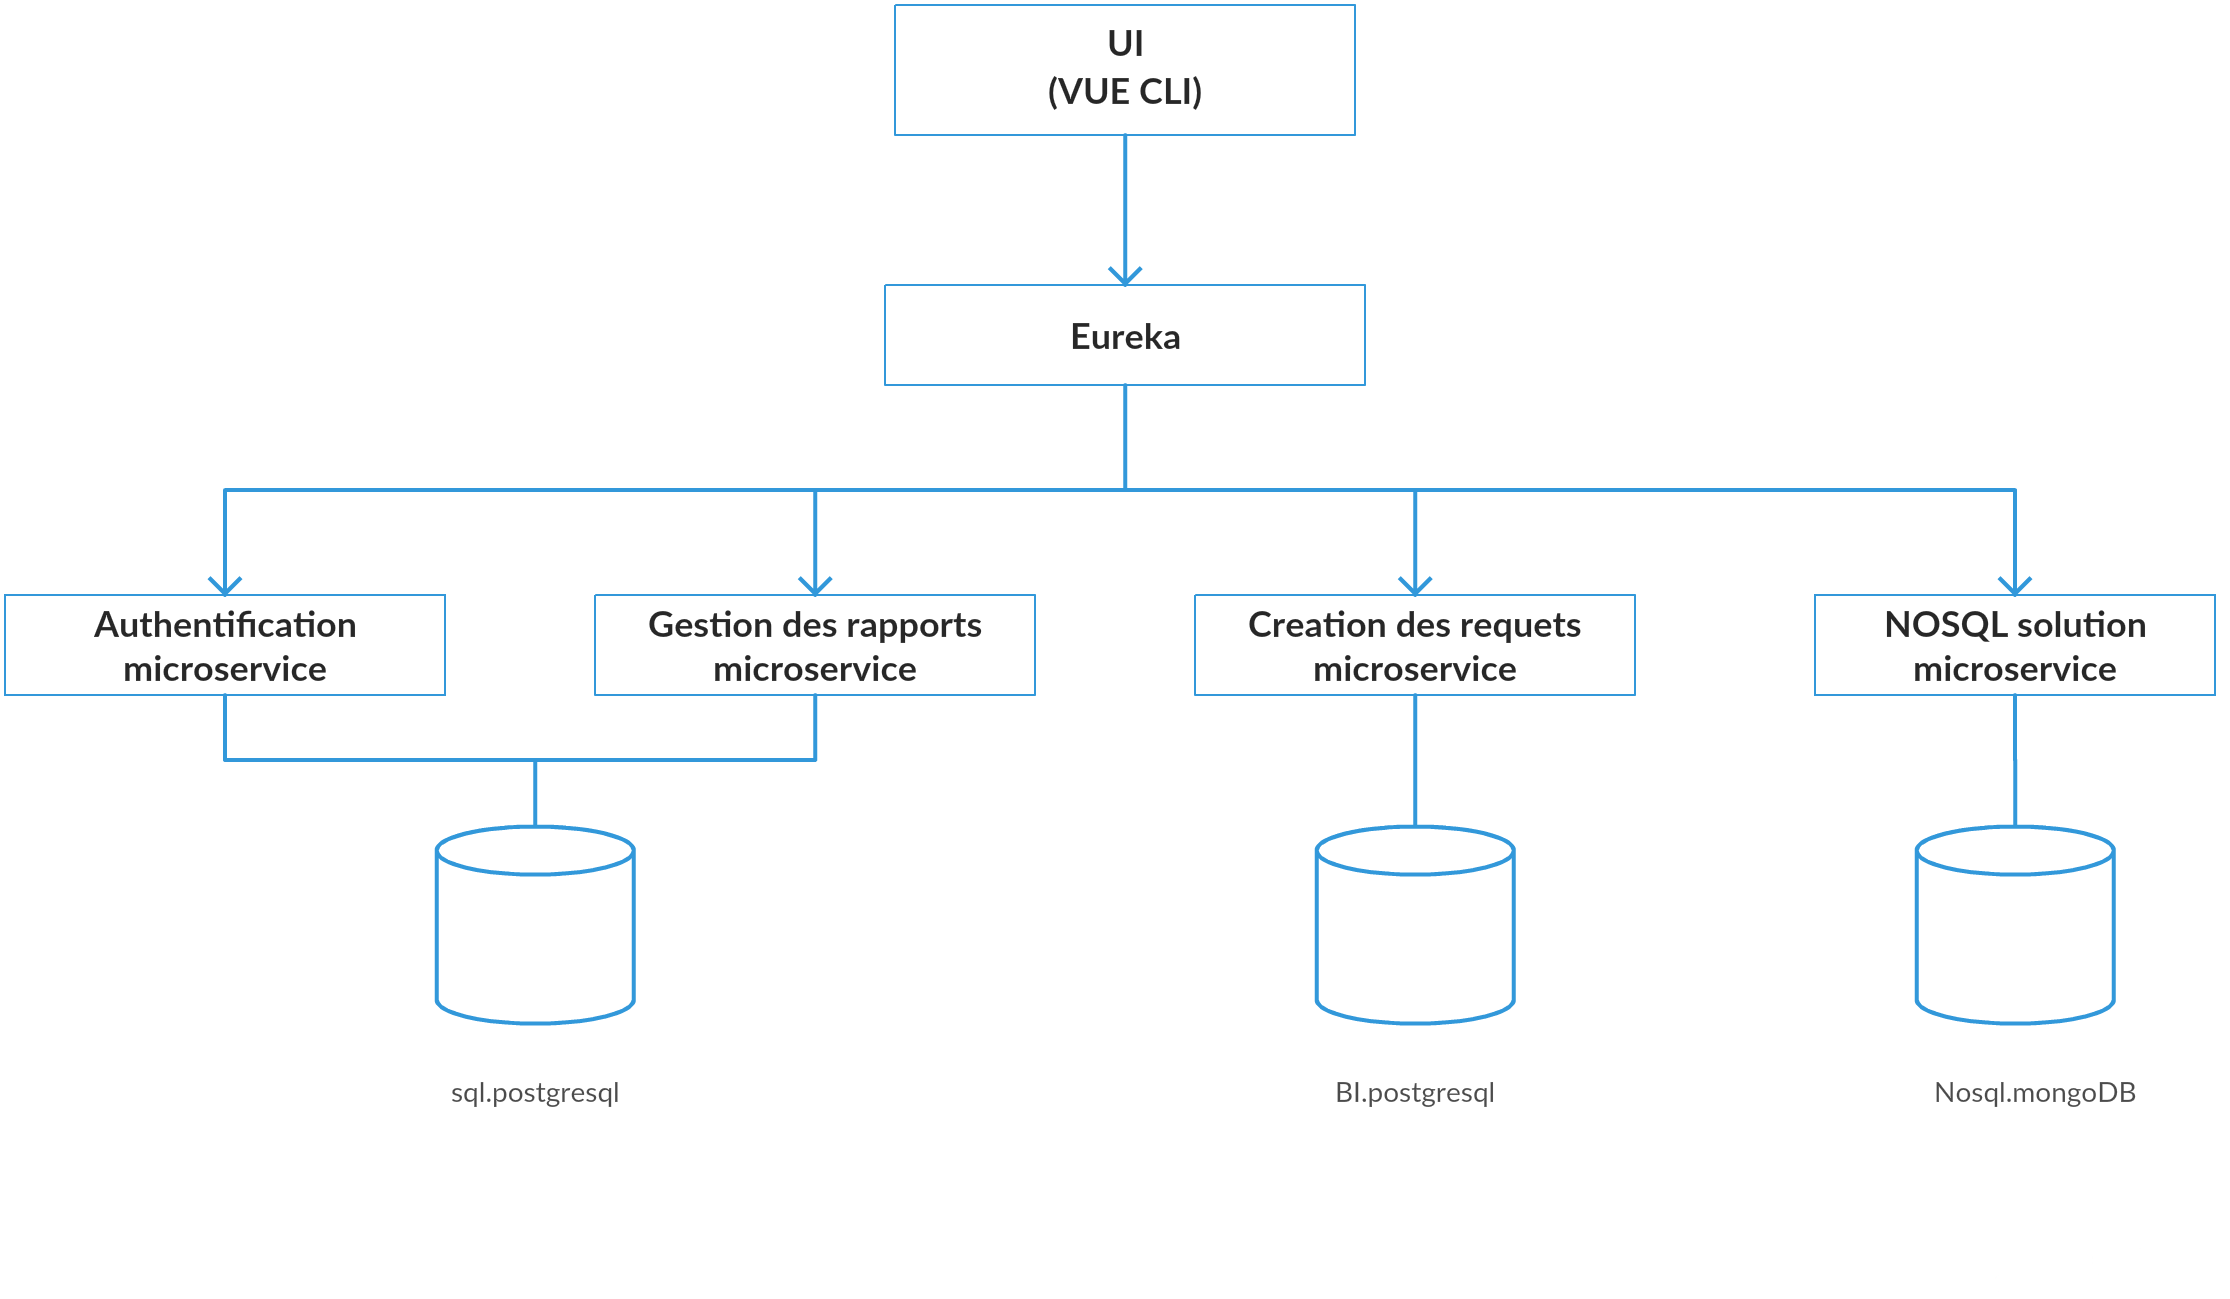 UI
(VUE CLI)
Eureka
Authentification
microservice
Gestion des rapports
microservice
Creation des requets
microservice
NOSQL solution
microservice
sql.postgresql
BI.postgresql
Nosql.mongoDB